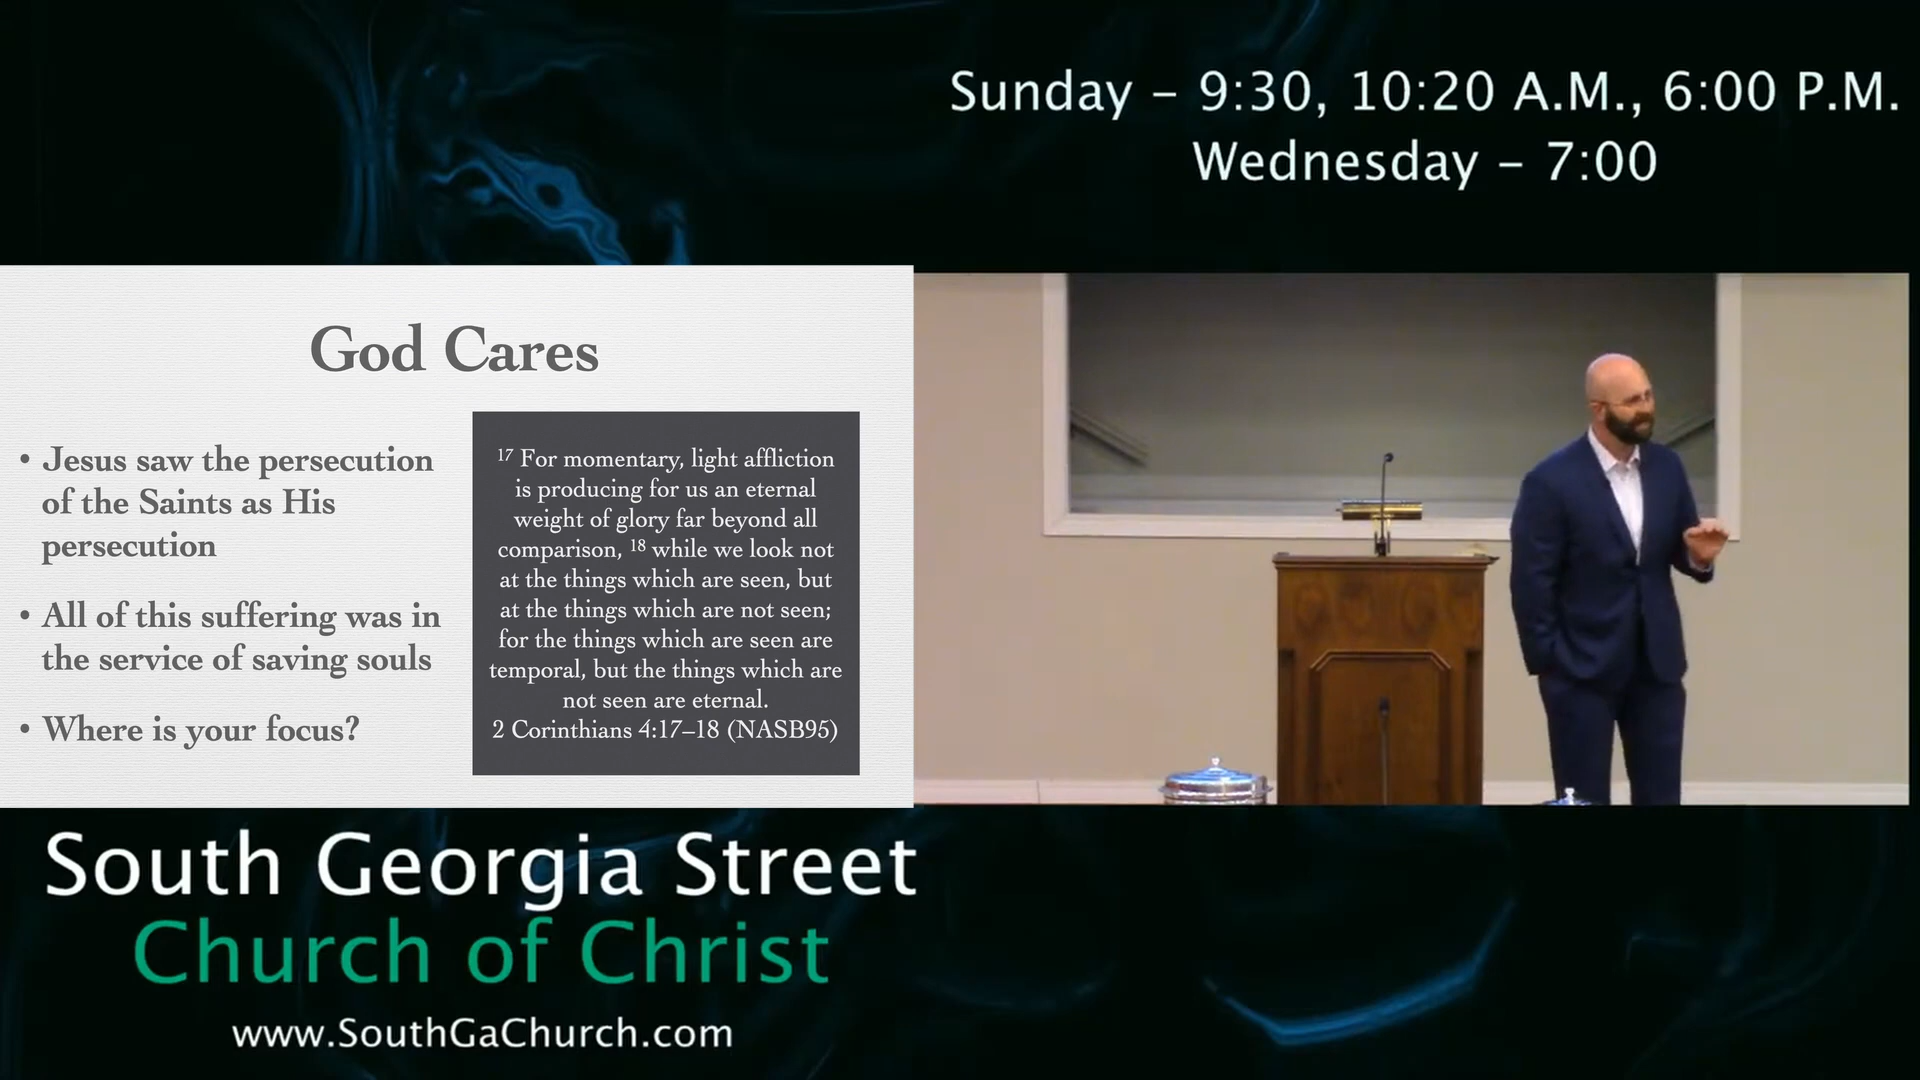 Sunday – 9:30, 10:20 A.M., 6:00 P.M.
Wednesday – 7:00
God Cares
• Jesus saw the persecution
of the Saints as His
persecution
• All of this suffering was in
the service of saving souls
• Where is your focus?
17 For momentary, light affliction
is producing for us an eternal
weight of glory far beyond all
comparison, 18 while we look not
at the things which are seen, but
at the things which are not seen;
for the things which are seen are
temporal, but the things which are
not seen are eternal.
2 Corinthians 4:17–18 (NASB95)
South Georgia Street
Church of Christ
www.SouthGaChurch.com